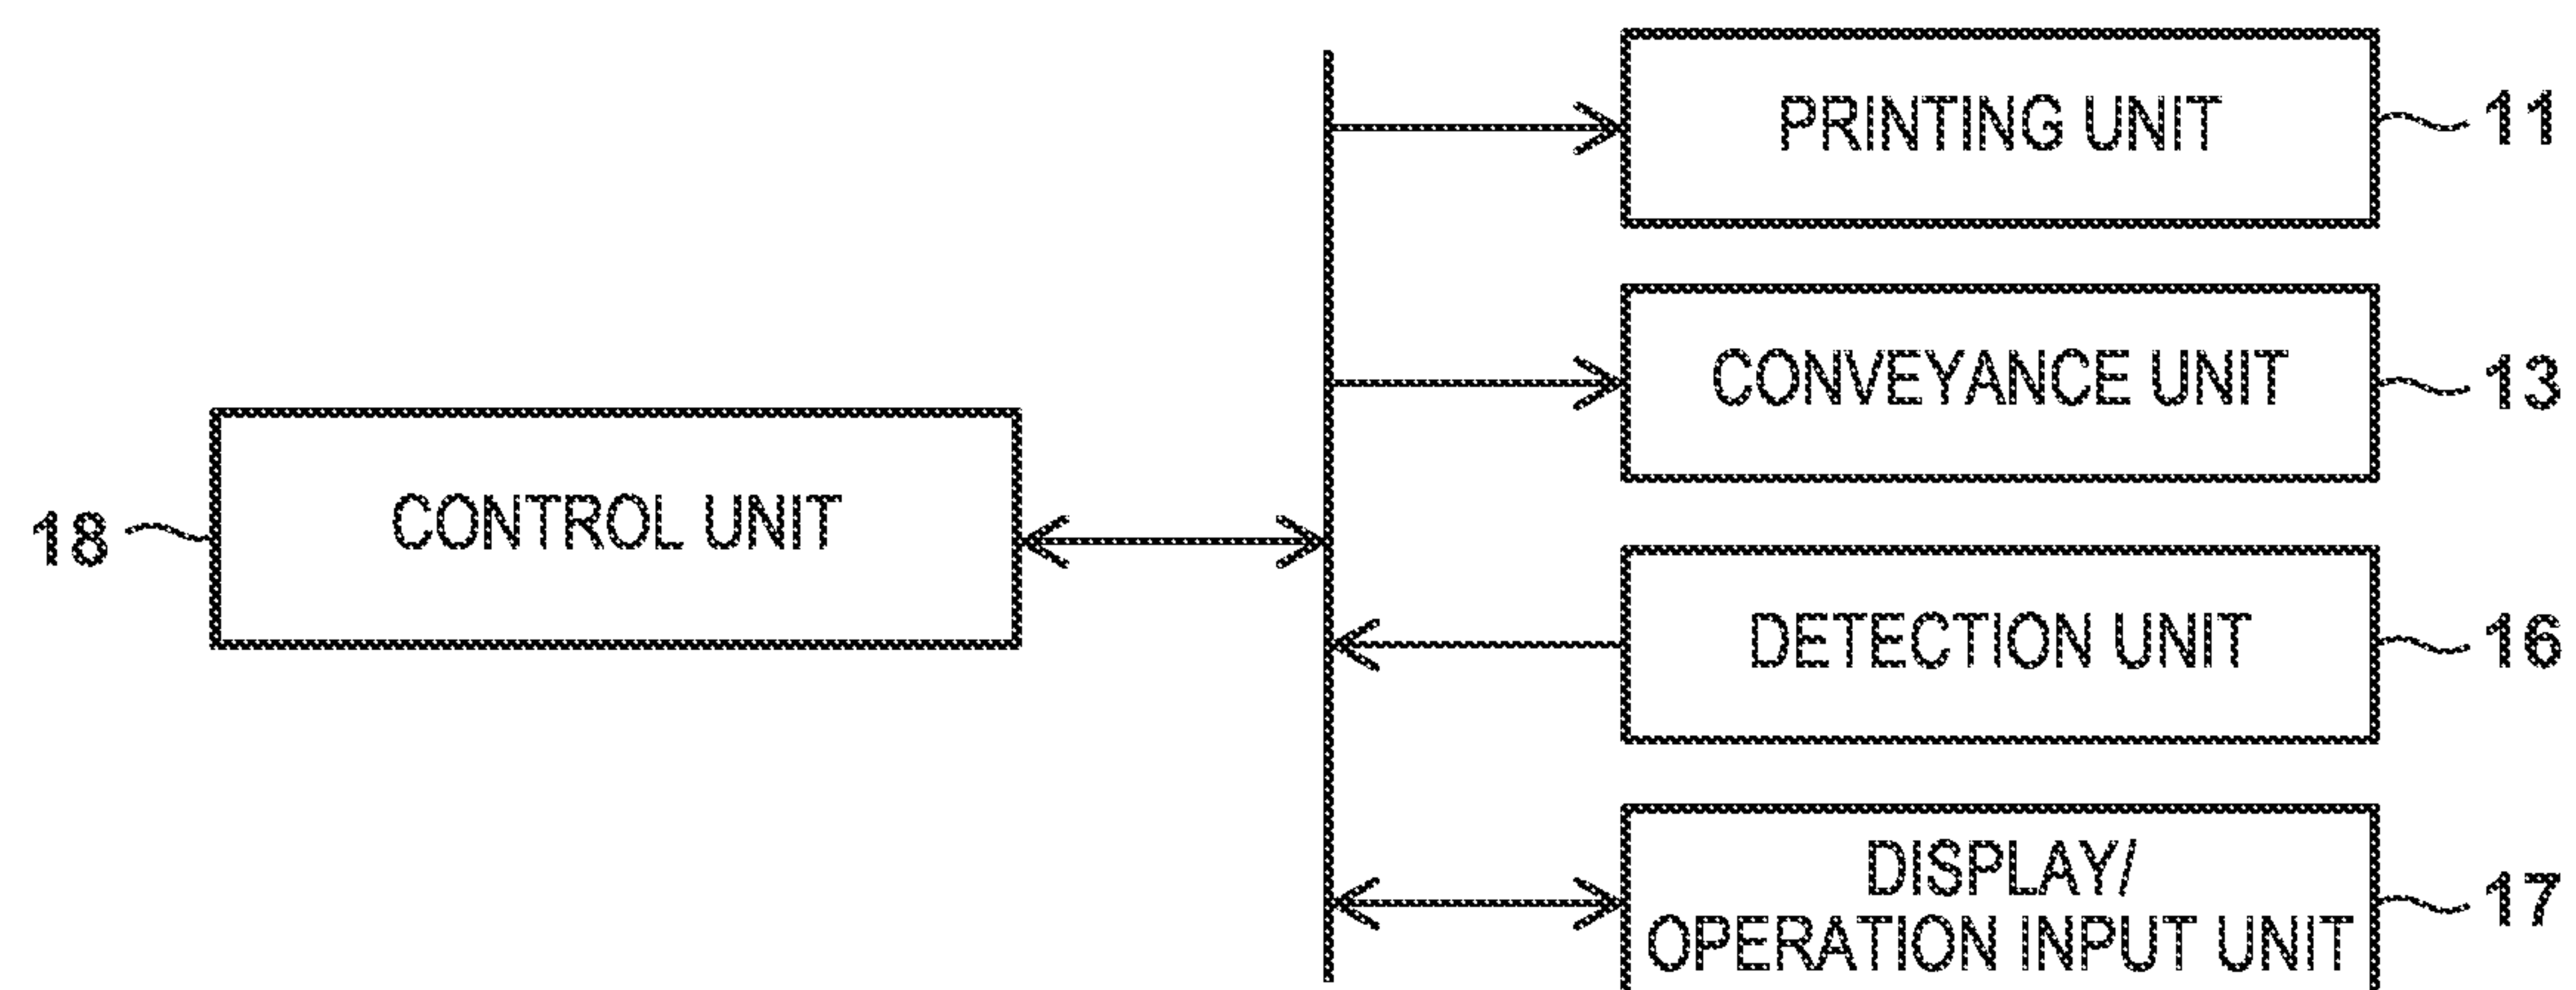 PRINTING UNIT
11
CONVEYANCE UNIT
13
18
CONTROL UNIT
DETECTION UNIT
16
DISPLAY/
OPERATION INPUT UNIT
17